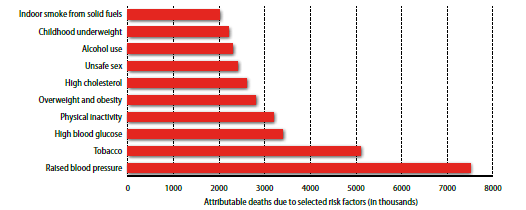 Indoor smoke from solid fuels
Childhood underweight
Alcohol use
Unsafe sex
High cholesterol
Overweight and obesity
Physical inactivity
High blood glucose
Tobacco
Raised blood pressure
0 1000 2000 3000 4000 5000 6000 7000 8000
Attributable deaths due to selected risk factors (in thousands)